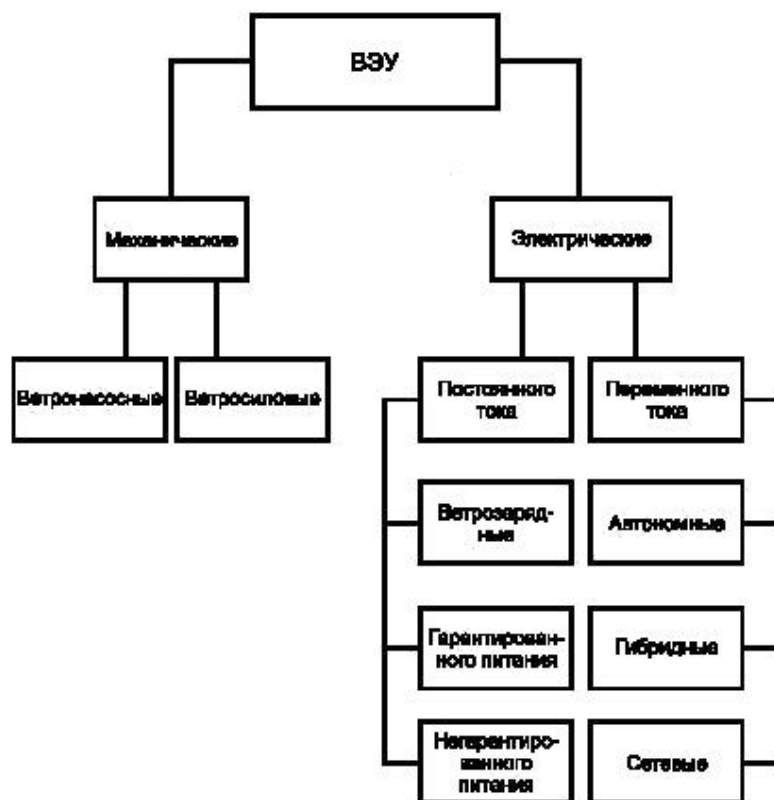 ВЭУ
Механические
Электрические
Ветронасосные
Ветросиловые
Постоянного
тока
Переменного
тока
Ветрозаряд-
ные
Автономные
Гарантирован-
ного питания
Гибридные
Негарантиро-
ванного
питания
Сетевые